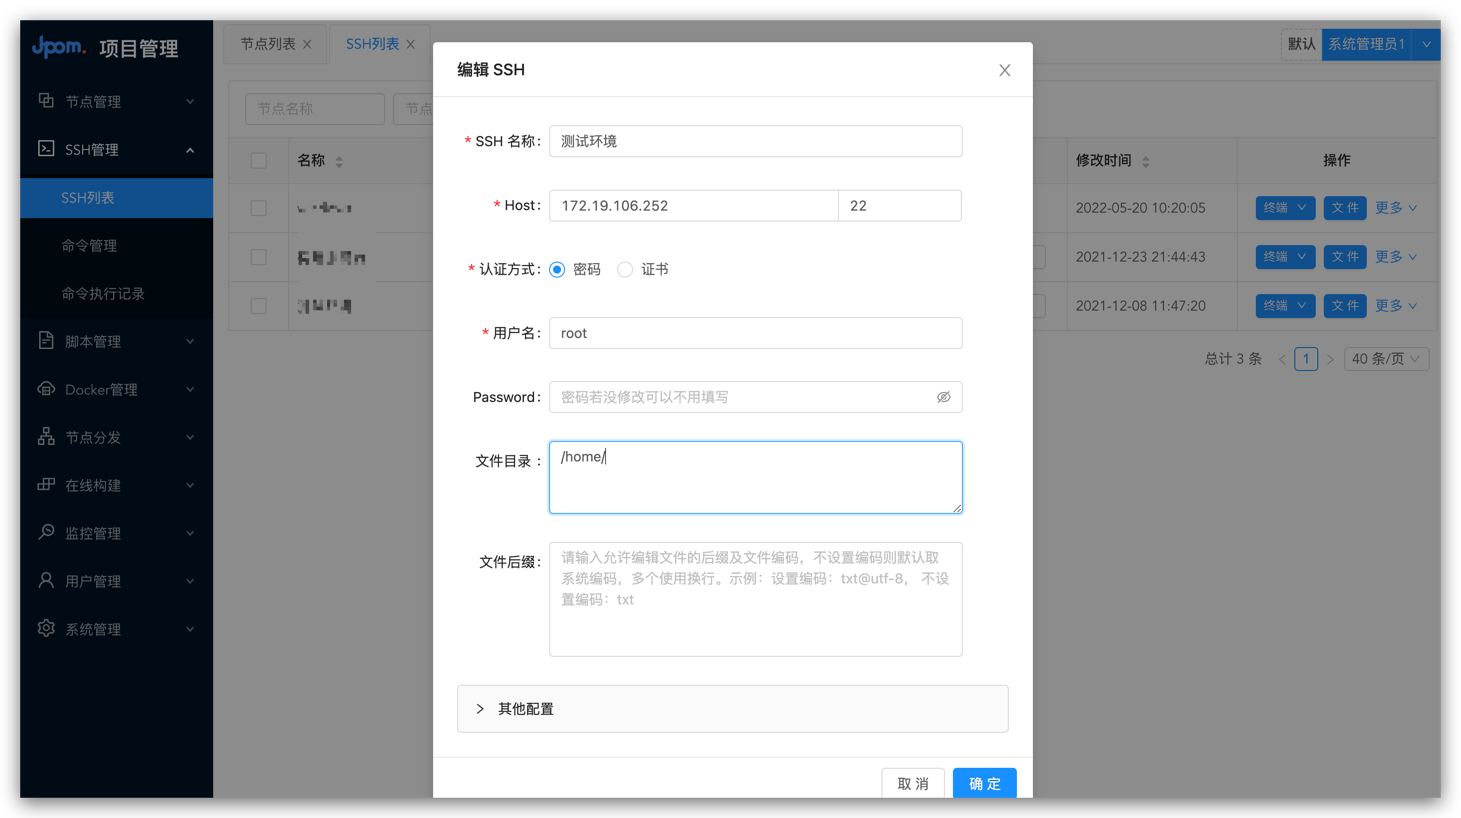 Jpom. 项目管理
节点管理
SSH管理
SSH列表
命令管理
命令执行记录
脚本管理
Docker管理
节点分发
在线构建
监控管理
用户管理
系统管理
节点列表
SSH列表
默认
系统管理员1
节点名称
节点
名称
修改时间
操作
2022-05-20 10:20:05
终端
文 件
更多
2021-12-23 21:44:43
终端
文 件
更多
2021-12-08 11:47:20
终端
文 件
更多
总计 3 条
1
40 条/页
编辑 SSH
* SSH 名称:
测试环境
* Host:
172.19.106.252
22
* 认证方式:
密码
证书
* 用户名:
root
Password:
密码若没修改可以不用填写
文件目录 :
/home/
文件后缀:
请输入允许编辑文件的后缀及文件编码，不设置编码则默认取
系统编码，多个使用换行。示例：设置编码：txt@utf-8， 不设
置编码：txt
其他配置
取 消
确 定